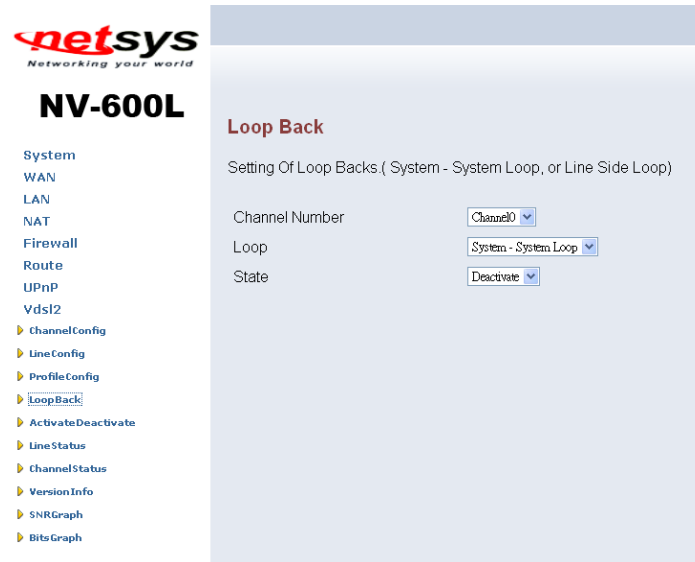 netsys
Networking your world
NV-600L
System
WAN
LAN
NAT
Firewall
Route
UPnP
Vdsl2
ChannelConfig
LineConfig
ProfileConfig
LoopBack
ActivateDeactivate
LineStatus
ChannelStatus
VersionInfo
SNRGraph
BitsGraph
Loop Back
Setting Of Loop Backs.( System - System Loop, or Line Side Loop)
Channel Number Channel0
Loop System - System Loop
State Deactivate